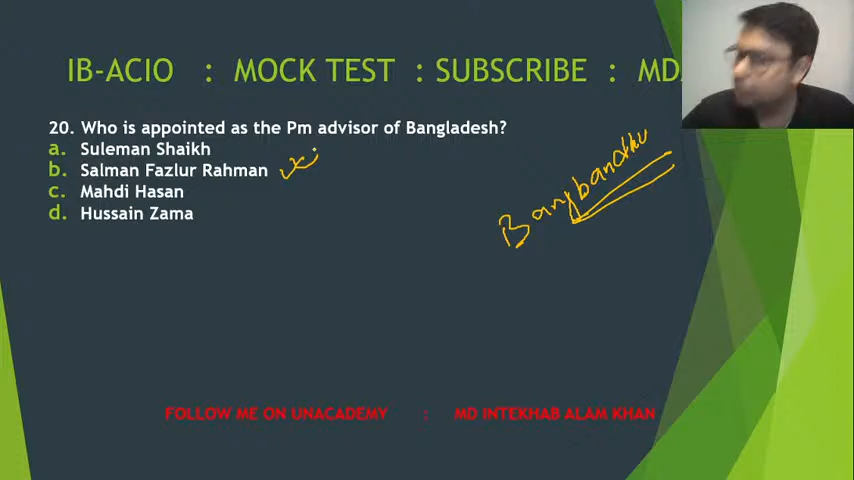 IB-ACIO : MOCK TEST : SUBSCRIBE : MD
20. Who is appointed as the Pm advisor of Bangladesh?
a. Suleman Shaikh
b. Salman Fazlur Rahman
c. Mahdi Hasan
d. Hussain Zama
Bangbandhu
FOLLOW ME ON UNACADEMY : MD INTEKHAB ALAM KHAN